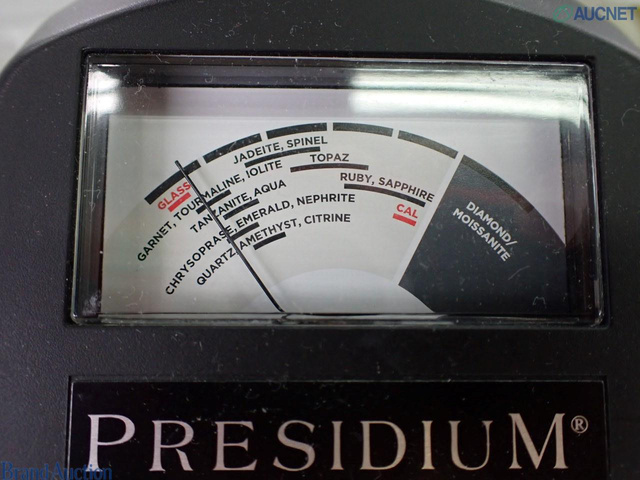 AUCNET
JADEITE, SPINEL
TOPAZ
GLASS
GARNET, TOURMALINE, IOLITE
RUBY, SAPPHIRE
TANZANITE, AQUA
CAL
CHRYSOPRASE, EMERALD, NEPHRITE
QUARTZ, AMETHYST, CITRINE
DIAMOND/
MOISSANITE
PRESIDIUM®
Brand Auction